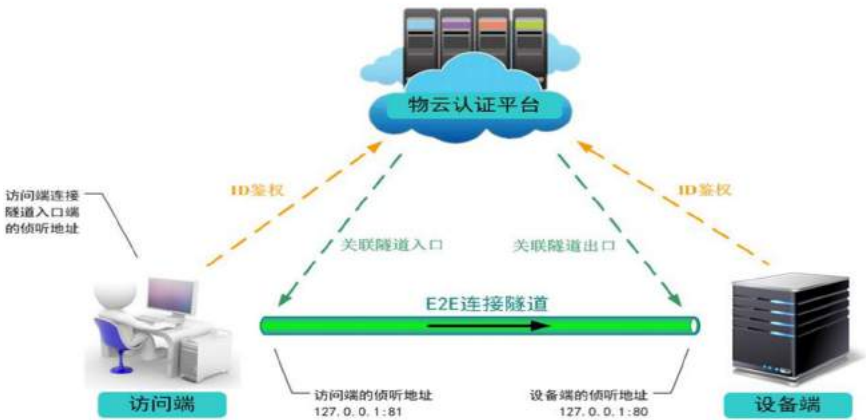 物云认证平台
ID鉴权
ID鉴权
访问端连接
隧道入口端
的侦听地址
关联隧道入口
关联隧道出口
E2E连接隧道
访问端
访问端的侦听地址
127.0.0.1:81
设备端的侦听地址
127.0.0.1:80
设备端